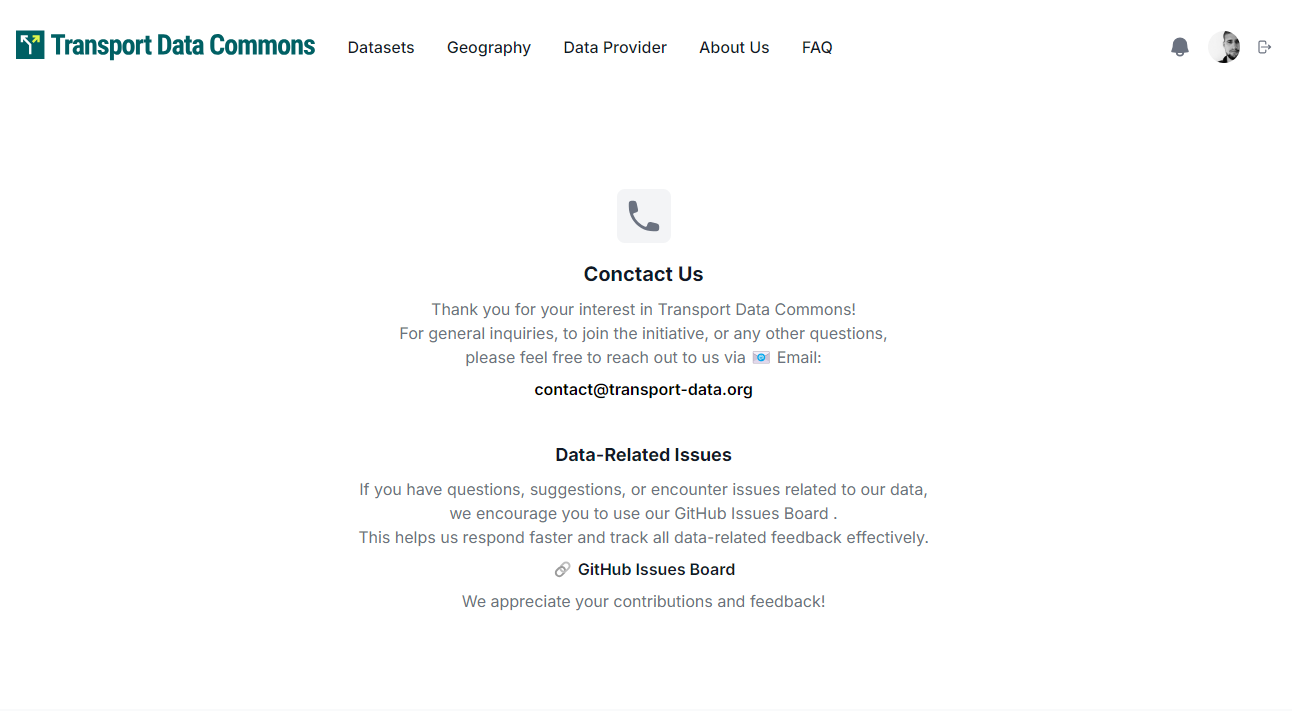 Transport Data Commons
Datasets Geography Data Provider About Us FAQ
Conctact Us
Thank you for your interest in Transport Data Commons!
For general inquiries, to join the initiative, or any other questions,
please feel free to reach out to us via 📧 Email:
contact@transport-data.org
Data-Related Issues
If you have questions, suggestions, or encounter issues related to our data,
we encourage you to use our GitHub Issues Board .
This helps us respond faster and track all data-related feedback effectively.
🔗 GitHub Issues Board
We appreciate your contributions and feedback!